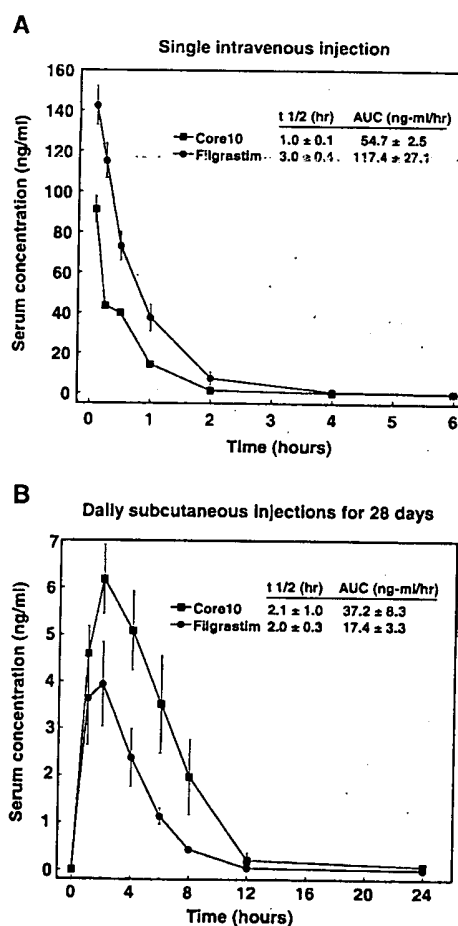 A
Single intravenous injection
160
140
120
100
80
60
40
20
0
Serum concentration (ng/ml)
t 1/2 (hr) AUC (ng-ml/hr)
Core10 1.0 ± 0.1 54.7 ± 2.5
Filgrastim 3.0 ± 0.4 117.4 ± 27.1
0 1 2 3 4 5 6
Time (hours)
B
Daily subcutaneous injections for 28 days
7
6
5
4
3
2
1
0
Serum concentration (ng/ml)
t 1/2 (hr) AUC (ng-ml/hr)
Core10 2.1 ± 1.0 37.2 ± 8.3
Filgrastim 2.0 ± 0.3 17.4 ± 3.3
0 4 8 12 16 20 24
Time (hours)